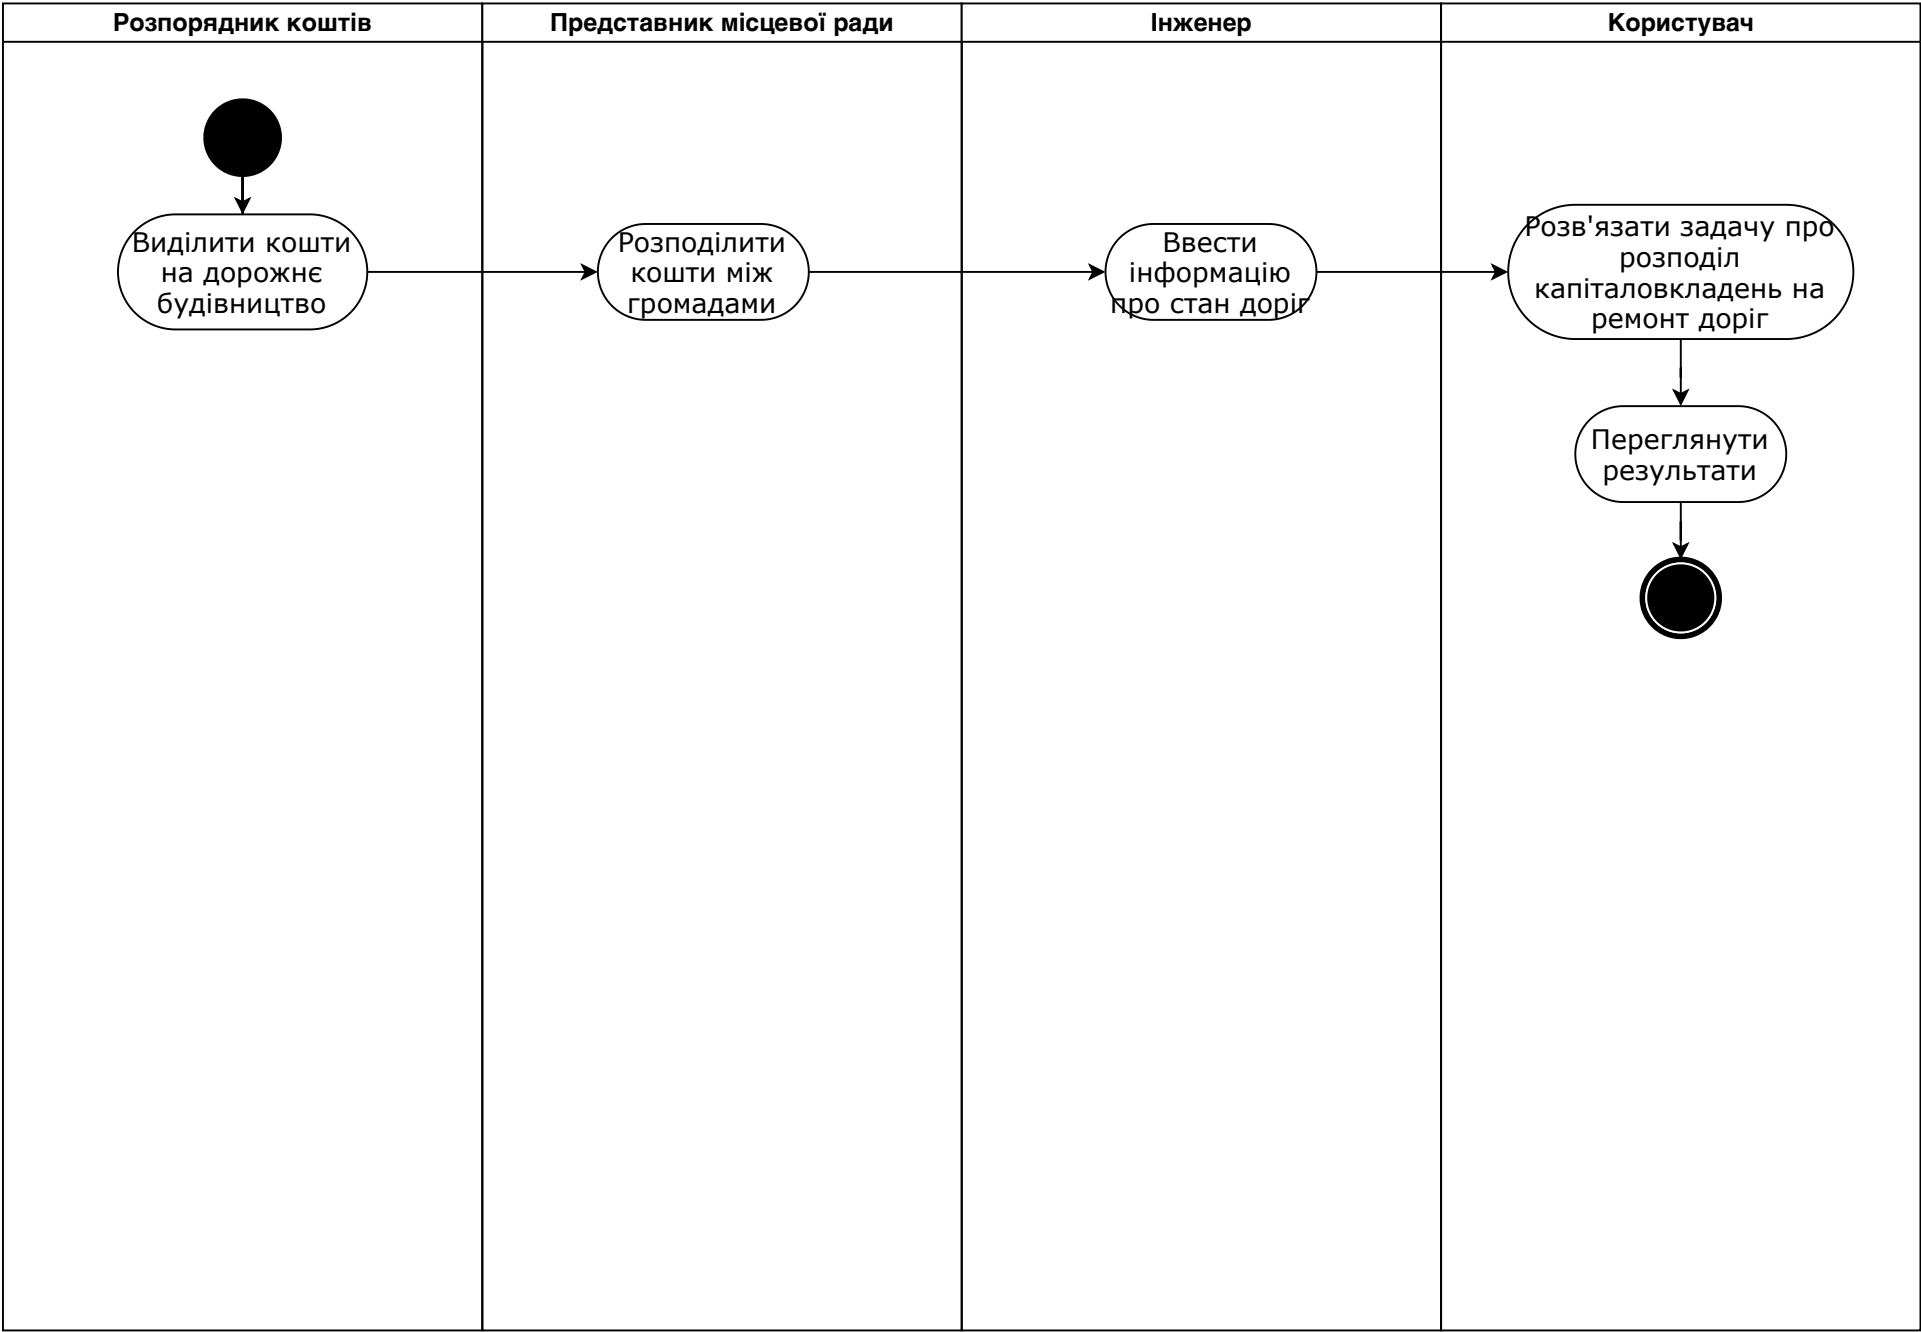 Розпорядник коштів
Представник місцевої ради
Інженер
Користувач
Виділити кошти
на дорожнє
будівництво
Розподілити
кошти між
громадами
Ввести
інформацію
про стан доріг
Розв'язати задачу про
розподіл
капіталовкладень на
ремонт доріг
Переглянути
результати